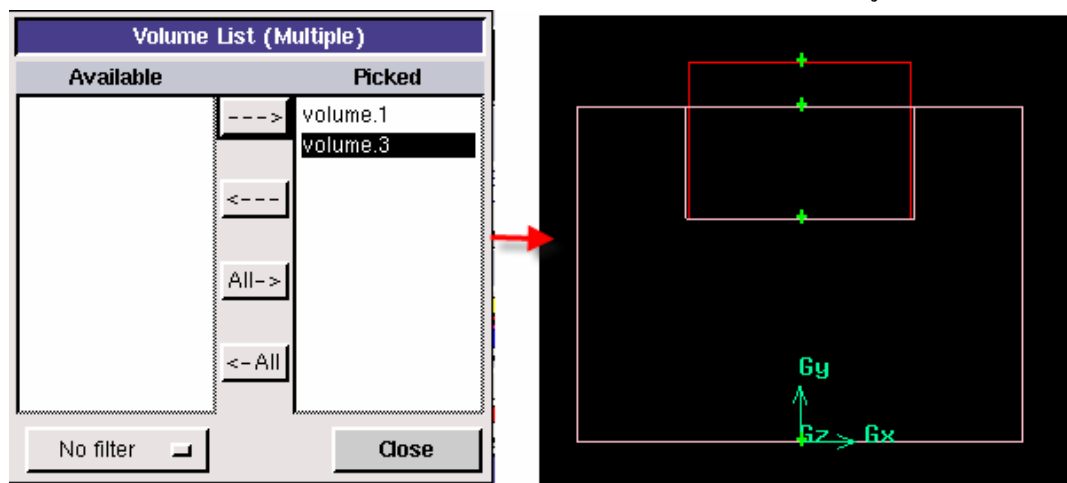 Volume List (Multiple)
Available Picked
---> volume.1
volume.3
<---
All->
<-All
No filter Close
Gy
Gz Gx